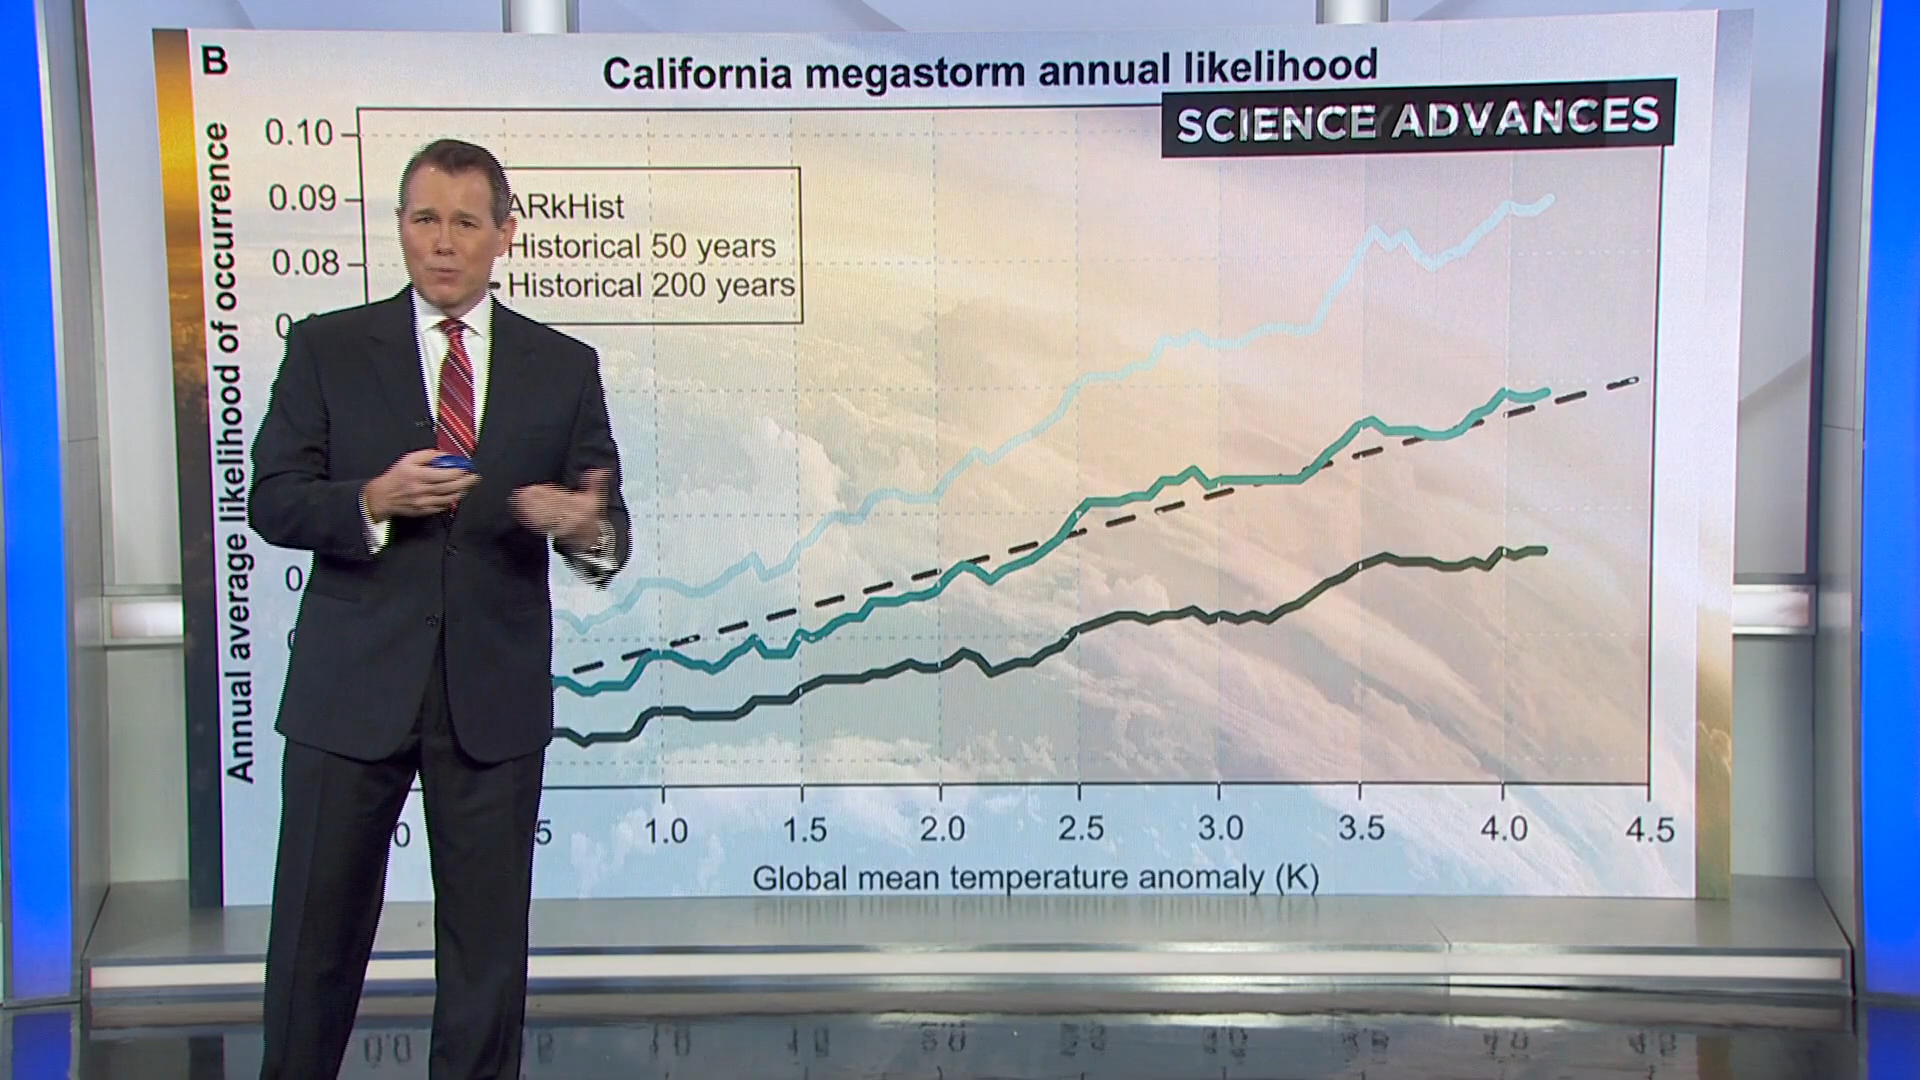 B
California megastorm annual likelihood
SCIENCE ADVANCES
Annual average likelihood of occurrence
0.10
0.09
0.08
ARkHist
Historical 50 years
Historical 200 years
1.0
1.5
2.0
2.5
3.0
3.5
4.0
4.5
Global mean temperature anomaly (K)